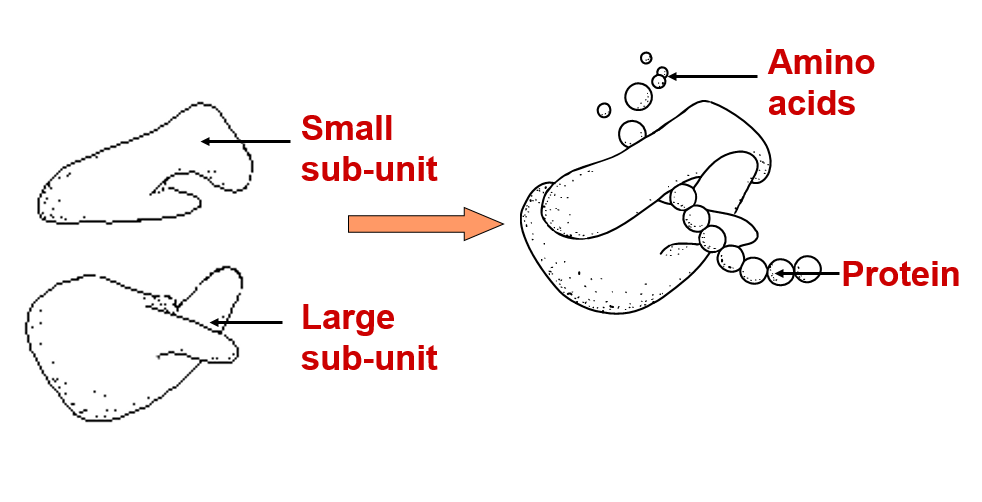 Small
sub-unit
Large
sub-unit
Amino
acids
Protein